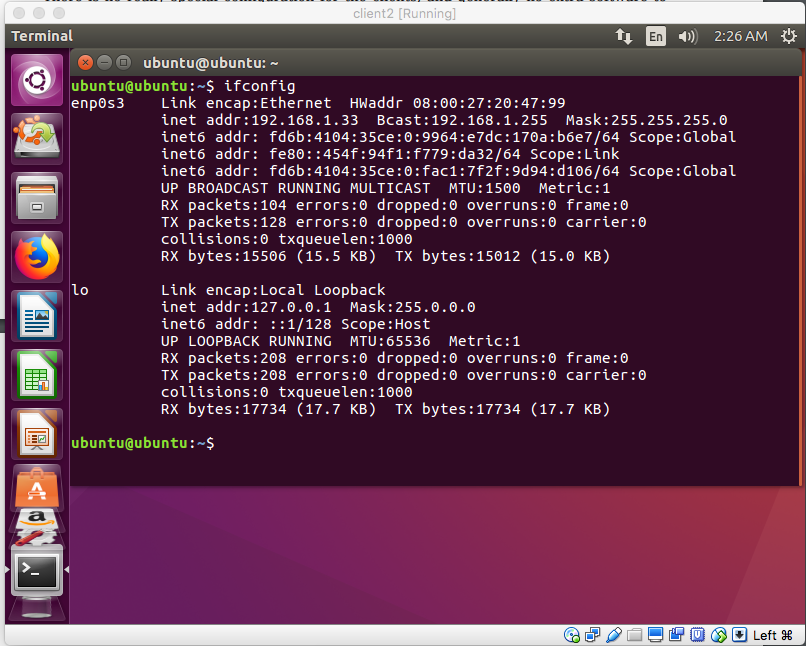 client2 [Running]
Terminal En 2:26 AM
ubuntu@ubuntu: ~
ubuntu@ubuntu:~$ ifconfig
enp0s3 Link encap:Ethernet HWaddr 08:00:27:20:47:99
inet addr:192.168.1.33 Bcast:192.168.1.255 Mask:255.255.255.0
inet6 addr: fd6b:4104:35ce:0:9964:e7dc:170a:b6e7/64 Scope:Global
inet6 addr: fe80::454f:94f1:f779:da32/64 Scope:Link
inet6 addr: fd6b:4104:35ce:0:fac1:7f2f:9d94:d106/64 Scope:Global
UP BROADCAST RUNNING MULTICAST MTU:1500 Metric:1
RX packets:104 errors:0 dropped:0 overruns:0 frame:0
TX packets:128 errors:0 dropped:0 overruns:0 carrier:0
collisions:0 txqueuelen:1000
RX bytes:15506 (15.5 KB) TX bytes:15012 (15.0 KB)
lo Link encap:Local Loopback
inet addr:127.0.0.1 Mask:255.0.0.0
inet6 addr: ::1/128 Scope:Host
UP LOOPBACK RUNNING MTU:65536 Metric:1
RX packets:208 errors:0 dropped:0 overruns:0 frame:0
TX packets:208 errors:0 dropped:0 overruns:0 carrier:0
collisions:0 txqueuelen:1000
RX bytes:17734 (17.7 KB) TX bytes:17734 (17.7 KB)
ubuntu@ubuntu:~$
Left ⌘